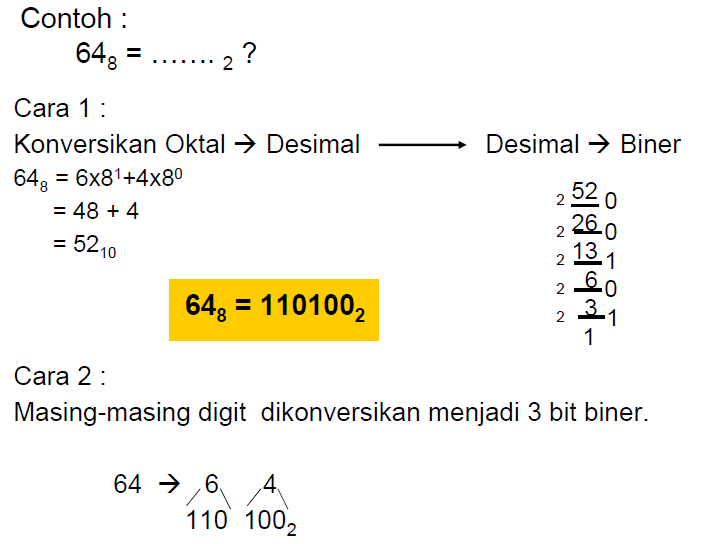 Contoh :
64₈ = ....... ₂ ?
Cara 1 :
Konversikan Oktal → Desimal ⟶ Desimal → Biner
64₈ = 6x8¹+4x8⁰
= 48 + 4
= 52₁₀
2 52 0
2 26 0
2 13 1
2 6 0
2 3 1
1
64₈ = 110100₂
Cara 2 :
Masing-masing digit dikonversikan menjadi 3 bit biner.
64 → 6 4
110 100₂